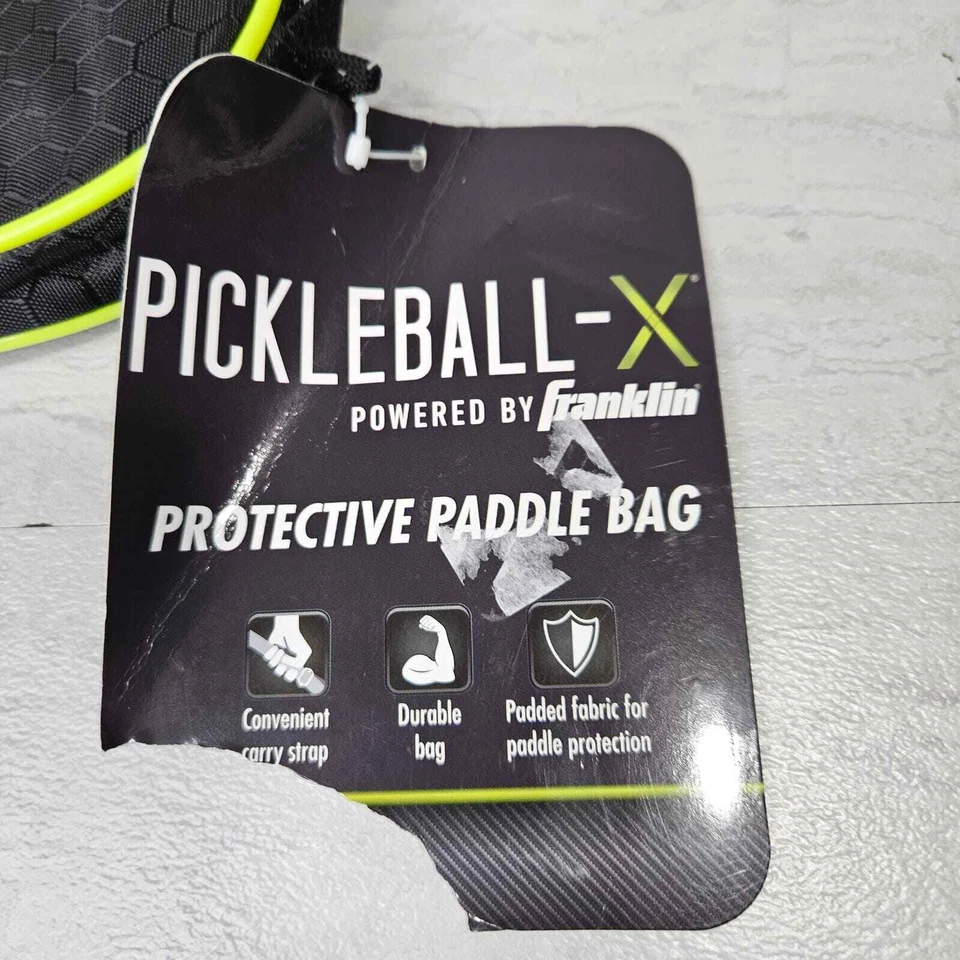 PICKLEBALL-X®
POWERED BY franklin®
PROTECTIVE PADDLE BAG
Convenient
carry strap
Durable
bag
Padded fabric for
paddle protection